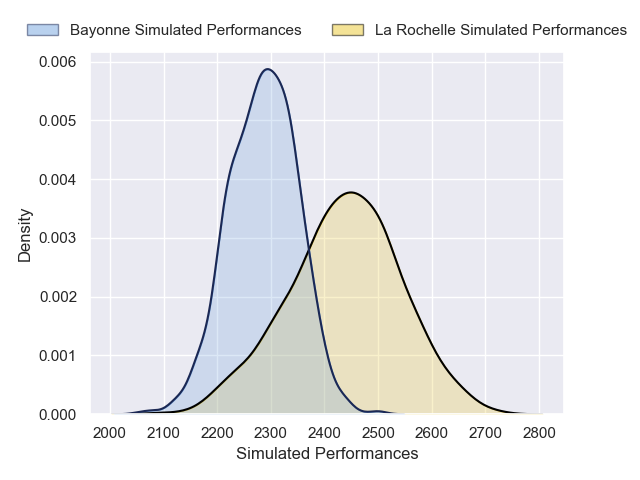 Bayonne Simulated Performances
La Rochelle Simulated Performances
0.006
0.005
0.004
0.003
0.002
0.001
0.000
Density
2000 2100 2200 2300 2400 2500 2600 2700 2800
Simulated Performances